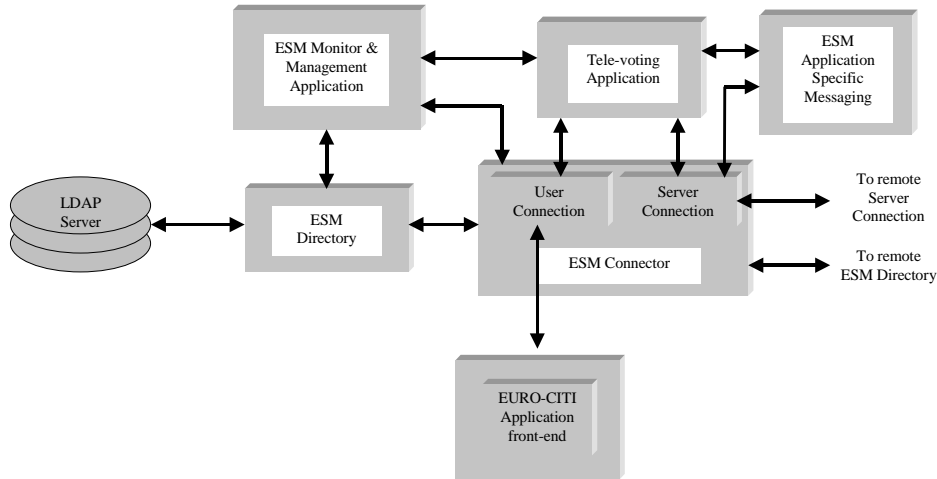 ESM Monitor &
Management
Application
Tele-voting
Application
ESM
Application
Specific
Messaging
LDAP
Server
ESM
Directory
User
Connection
Server
Connection
ESM Connector
To remote
Server
Connection
To remote
ESM Directory
EURO-CITI
Application
front-end